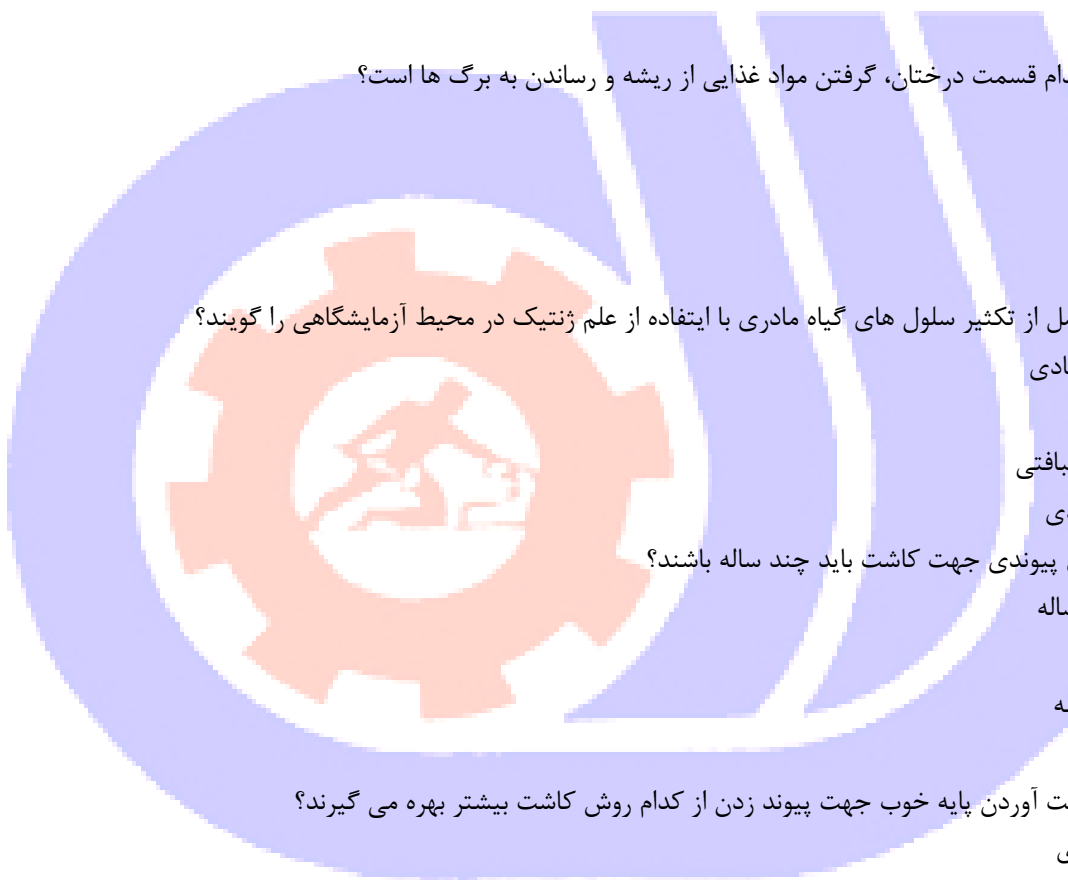 دام قسمت درختان، گرفتن مواد غذایی از ریشه و رساندن به برگ ها است؟
مل از تکثیر سلول های گیاه مادری با ایتفاده از علم ژنتیک در محیط آزمایشگاهی را گویند؟
ادی
بافتی
ی
پیوندی جهت کاشت باید چند ساله باشند؟
ساله
ه
ت آوردن پایه خوب جهت پیوند زدن از کدام روش کاشت بیشتر بهره می گیرند؟
ی